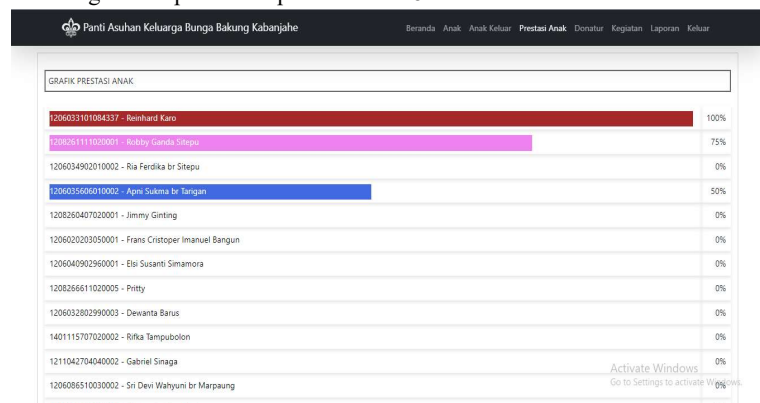 Panti Asuhan Keluarga Bunga Bakung Kabanjahe Beranda Anak Anak Keluar Prestasi Anak Donatur Kegiatan Laporan Keluar
GRAFIK PRESTASI ANAK
1206033101084337 - Reinhard Karo 100%
1208261111020001 - Robby Ganda Sitepu 75%
1206034902010002 - Ria Ferdika br Sitepu 0%
1206035606010002 - Apni Sukma br Tarigan 50%
1208260407020001 - Jimmy Ginting 0%
1206020203050001 - Frans Cristoper Imanuel Bangun 0%
1206040902960001 - Elsi Susanti Simamora 0%
1208266611020005 - Pritty 0%
1206032802990003 - Dewanta Barus 0%
1401115707020002 - Rifka Tampubolon 0%
1211042704040002 - Gabriel Sinaga 0%
Activate Windows
1206086510030002 - Sri Devi Wahyuni br Marpaung 0%
Go to Settings to activate Windows.